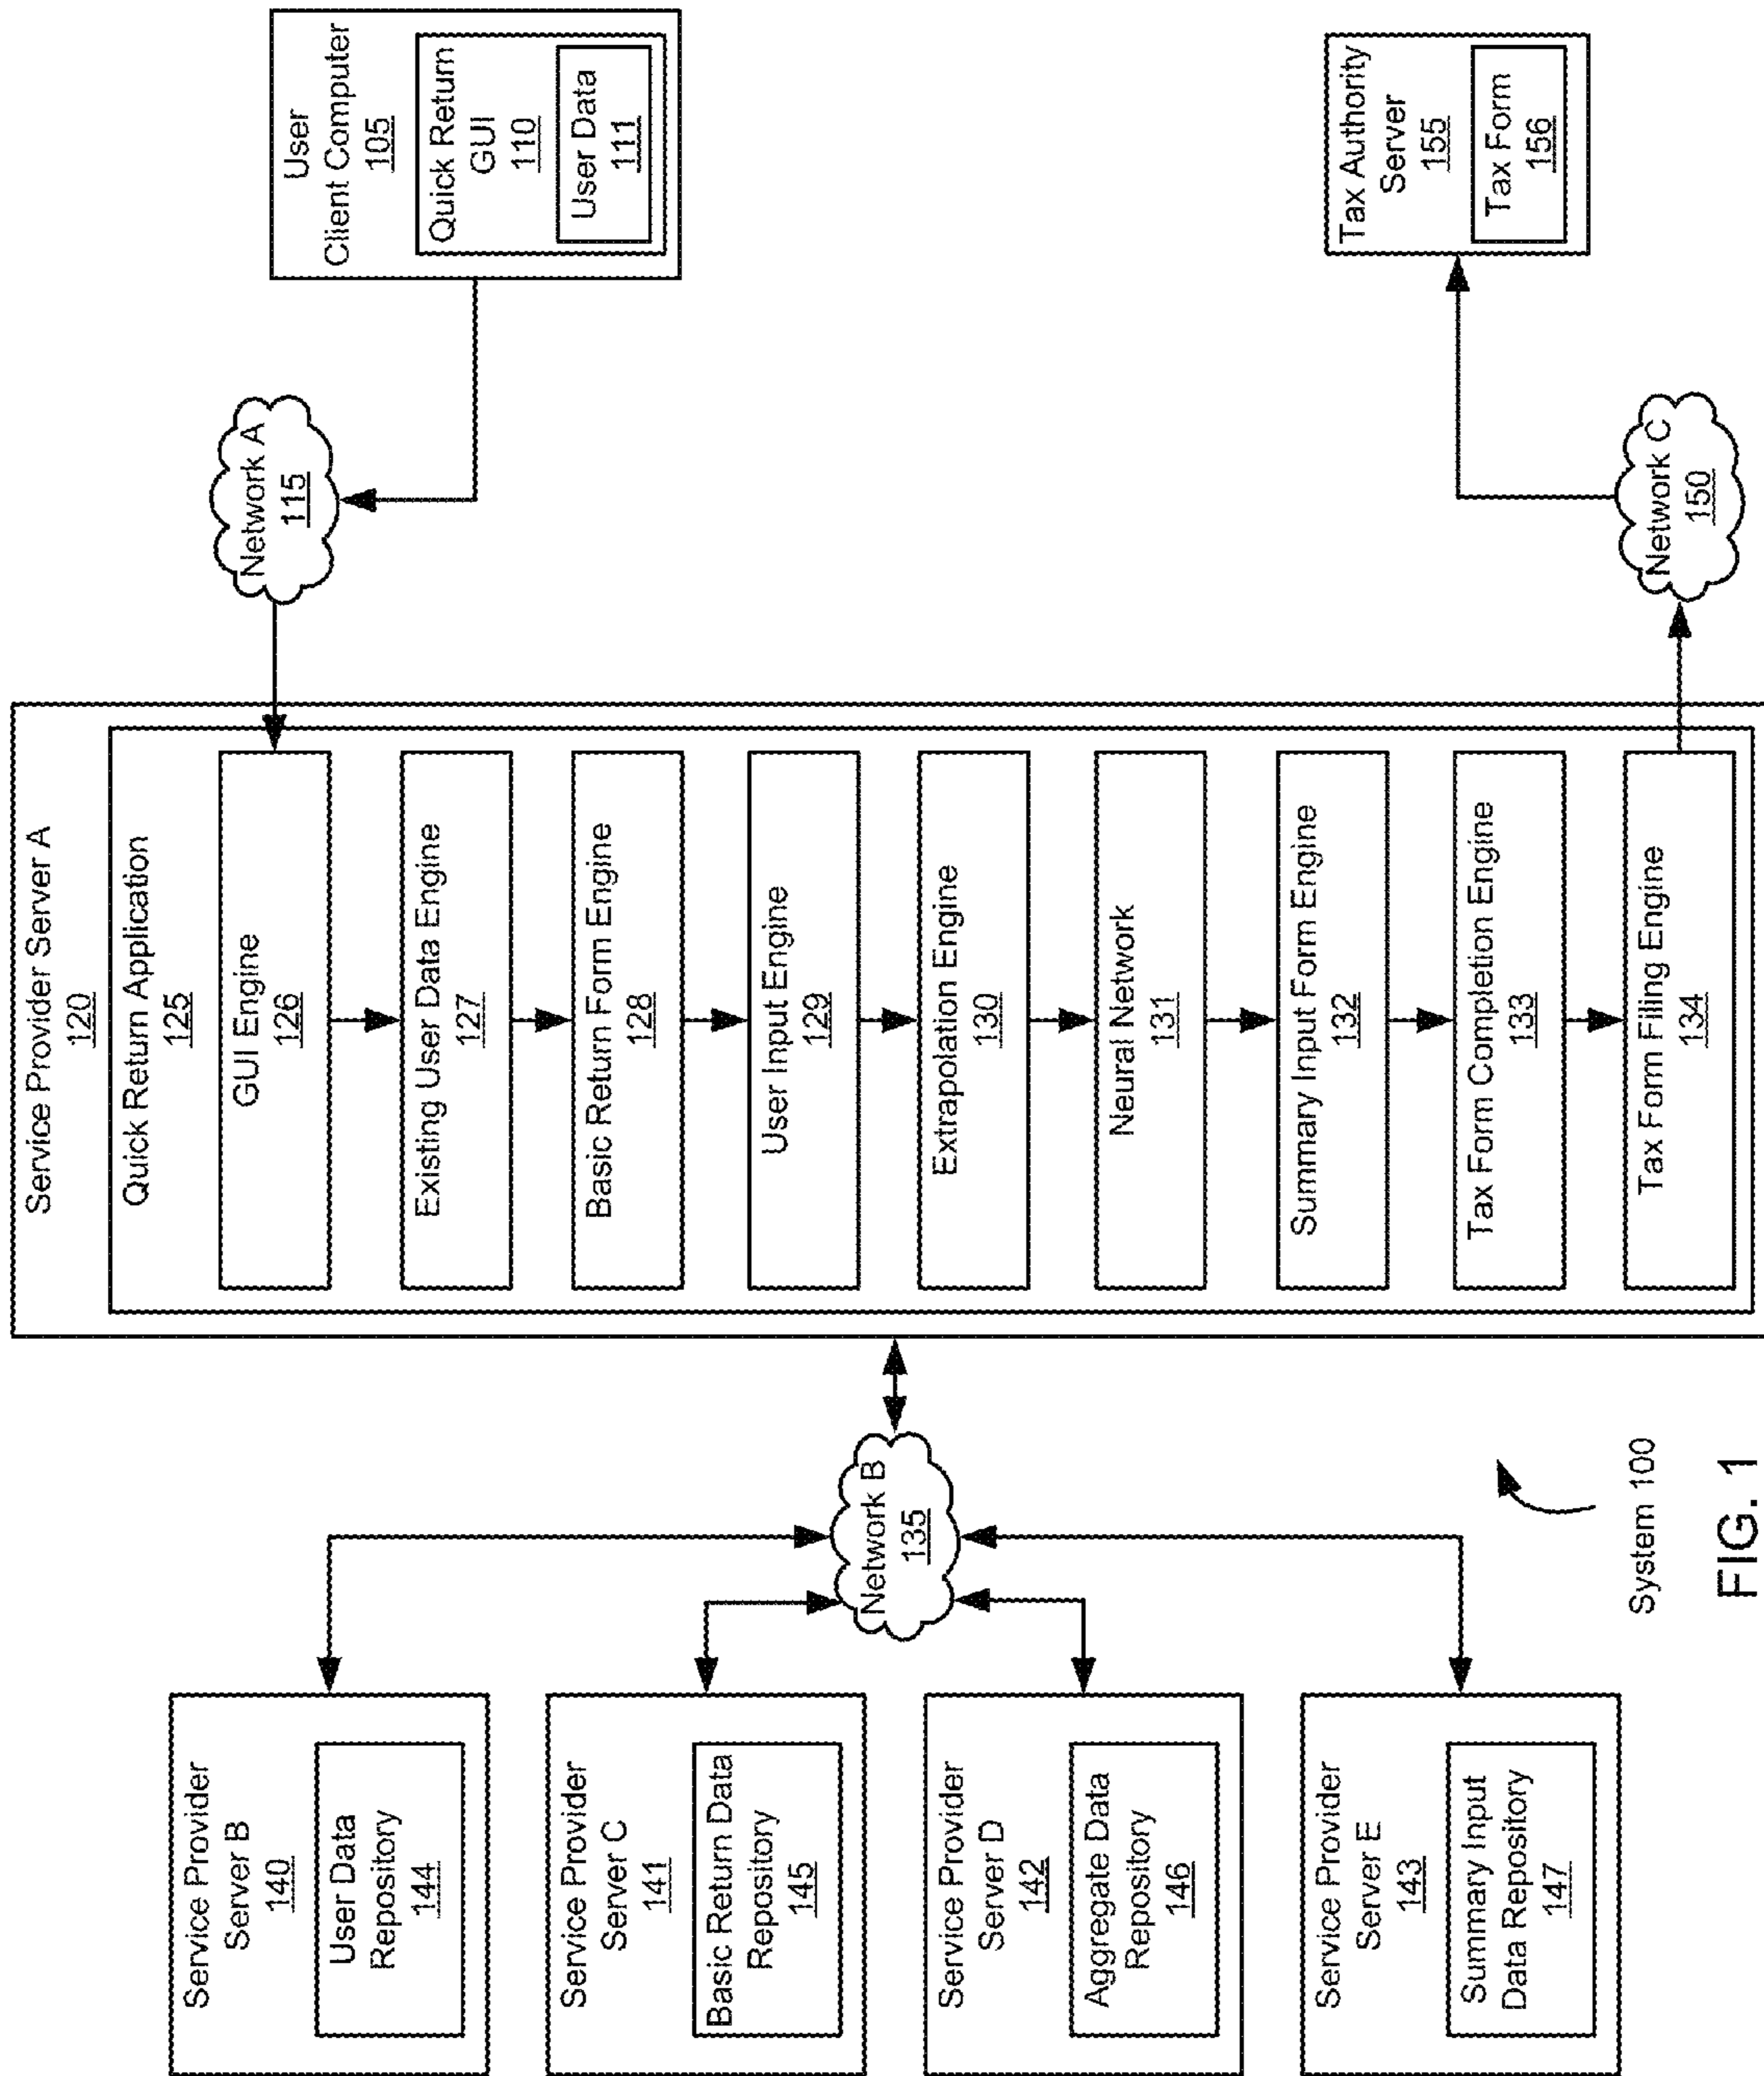 Service Provider
Server B
140
User Data
Repository
144
Service Provider
Server C
141
Basic Return Data
Repository
145
Service Provider
Server D
142
Aggregate Data
Repository
146
Service Provider
Server E
143
Summary Input
Data Repository
147
Network B
135
Service Provider Server A
120
Quick Return Application
125
GUI Engine
126
Existing User Data Engine
127
Basic Return Form Engine
128
User Input Engine
129
Extrapolation Engine
130
Neural Network
131
Summary Input Form Engine
132
Tax Form Completion Engine
133
Tax Form Filing Engine
134
Network A
115
User
Client Computer
105
Quick Return
GUI
110
User Data
111
Network C
150
Tax Authority
Server
155
Tax Form
156
System 100
FIG. 1